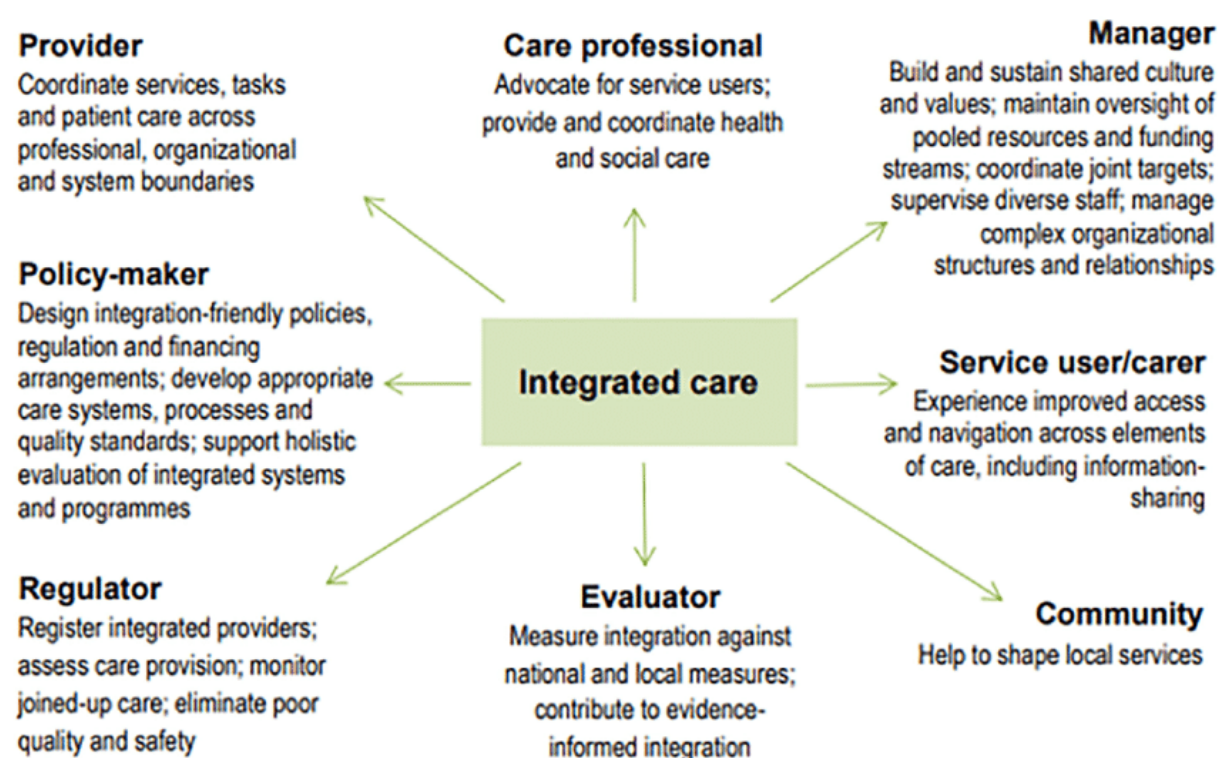 Provider
Coordinate services, tasks
and patient care across
professional, organizational
and system boundaries
Care professional
Advocate for service users;
provide and coordinate health
and social care
Manager
Build and sustain shared culture
and values; maintain oversight of
pooled resources and funding
streams; coordinate joint targets;
supervise diverse staff; manage
complex organizational
structures and relationships
Policy-maker
Design integration-friendly policies,
regulation and financing
arrangements; develop appropriate
care systems, processes and
quality standards; support holistic
evaluation of integrated systems
and programmes
Integrated care
Service user/carer
Experience improved access
and navigation across elements
of care, including information-
sharing
Regulator
Register integrated providers;
assess care provision; monitor
joined-up care; eliminate poor
quality and safety
Evaluator
Measure integration against
national and local measures;
contribute to evidence-
informed integration
Community
Help to shape local services